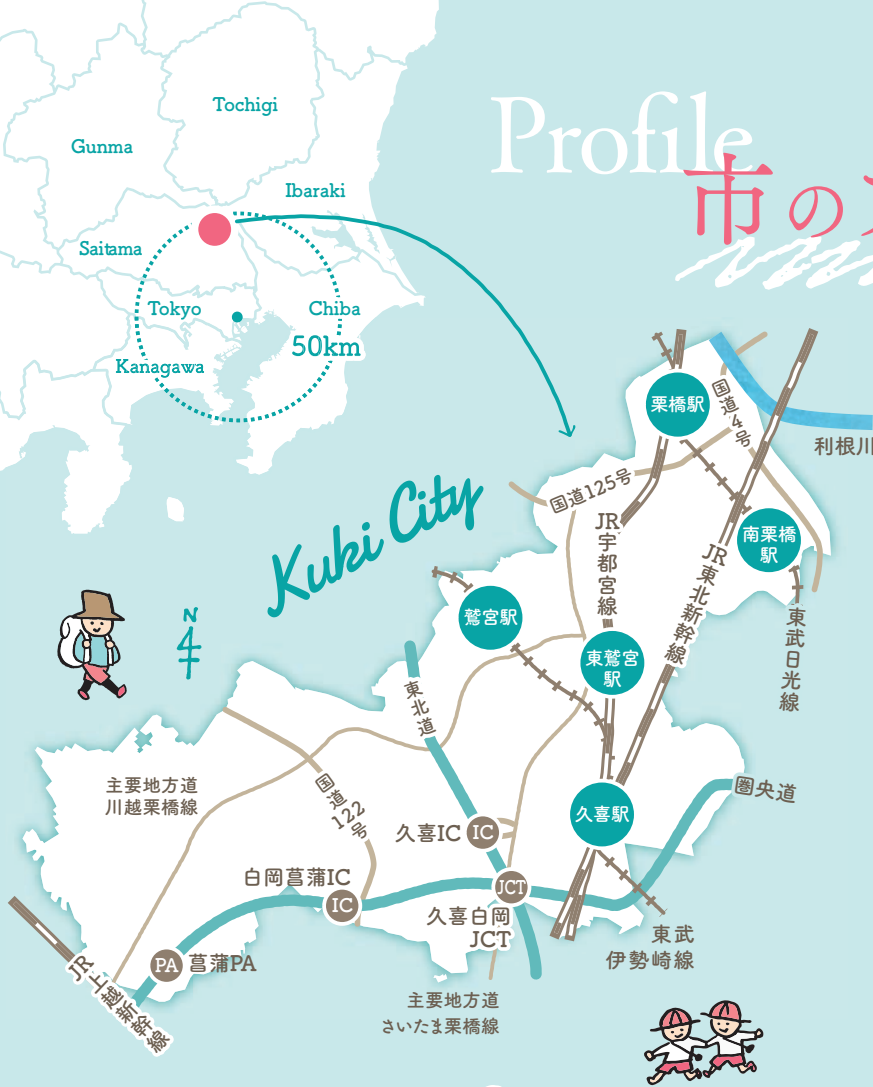 Profile
市の
Tochigi
Gunma
Ibaraki
Saitama
Tokyo
Chiba
50km
Kanagawa
Kuki City
N
栗橋駅
国道4号
利根川
国道125号
JR宇都宮線
南栗橋
駅
JR東北新幹線
鷲宮駅
東鷲宮
駅
東武日光線
東北道
主要地方道
川越栗橋線
国道122号
圏央道
久喜駅
久喜IC
IC
白岡菖蒲IC
IC
JCT
久喜白岡
JCT
東武
伊勢崎線
PA
菖蒲PA
JR上越新幹線
主要地方道
さいたま栗橋線